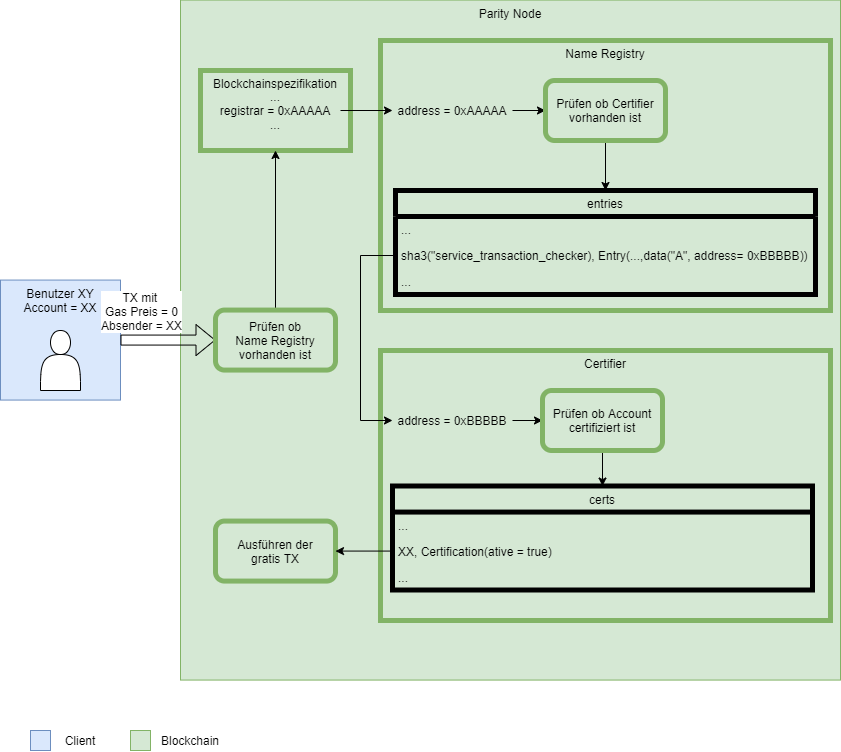 Parity Node
Name Registry
Blockchainspezifikation
...
registrar = 0xAAAAA
...
address = 0xAAAAA
Prüfen ob Certifier
vorhanden ist
entries
...
sha3("service_transaction_checker), Entry(...,data("A", address= 0xBBBBB))
...
Benutzer XY
Account = XX
TX mit
Gas Preis = 0
Absender = XX
Prüfen ob
Name Registry
vorhanden ist
Certifier
address = 0xBBBBB
Prüfen ob Account
certifiziert ist
certs
...
XX, Certification(ative = true)
...
Ausführen der
gratis TX
Client
Blockchain